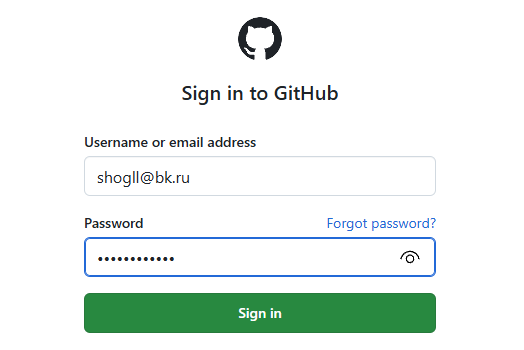 Sign in to GitHub
Username or email address
shogll@bk.ru
Password Forgot password?
••••••••••••
Sign in